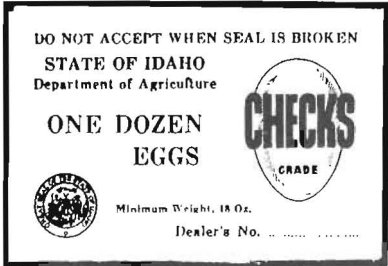 DO NOT ACCEPT WHEN SEAL IS BROKEN
STATE OF IDAHO
Department of Agriculture
ONE DOZEN
EGGS
CHECKS
GRADE
Minimum Weight, 18 Oz.
Dealer's No. ....................